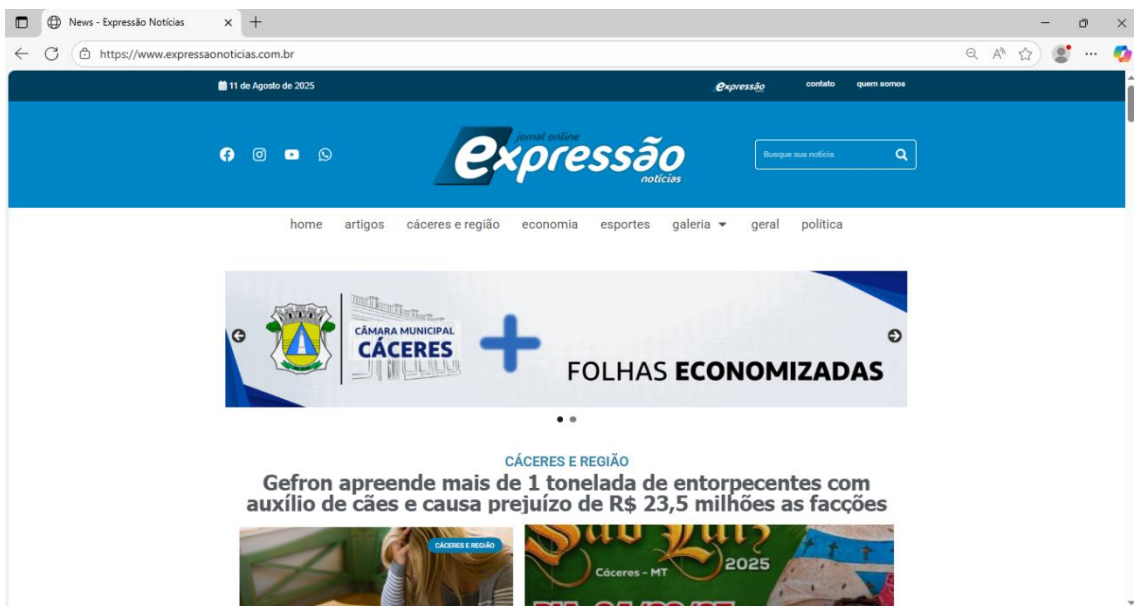 News - Expressão Notícias
https://www.expressaonoticias.com.br
11 de Agosto de 2025
expressão
contato
quem somos
jornal online
expressão
notícias
Busque sua notícia
home artigos cáceres e região economia esportes galeria geral política
CÂMARA MUNICIPAL
CÁCERES
FOLHAS ECONOMIZADAS
CÁCERES E REGIÃO
Gefron apreende mais de 1 tonelada de entorpecentes com
auxílio de cães e causa prejuízo de R$ 23,5 milhões as facções
CÁCERES E REGIÃO
São Luiz
2025
Cáceres - MT